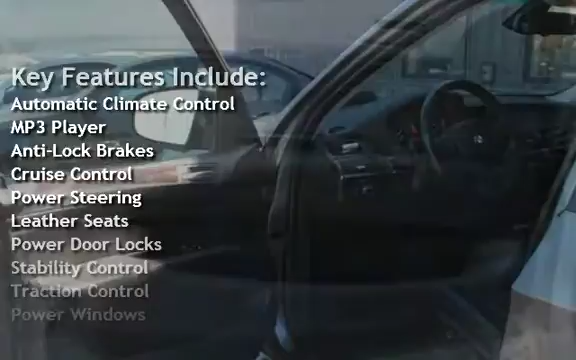 Key Features Include:
Automatic Climate Control
MP3 Player
Anti-Lock Brakes
Cruise Control
Power Steering
Leather Seats
Power Door Locks
Stability Control
Traction Control
Power Windows